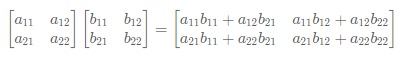 [a₁₁ a₁₂] [b₁₁ b₁₂] = [a₁₁b₁₁ + a₁₂b₂₁ a₁₁b₁₂ + a₁₂b₂₂]
[a₂₁ a₂₂] [b₂₁ b₂₂] [a₂₁b₁₁ + a₂₂b₂₁ a₂₁b₁₂ + a₂₂b₂₂]